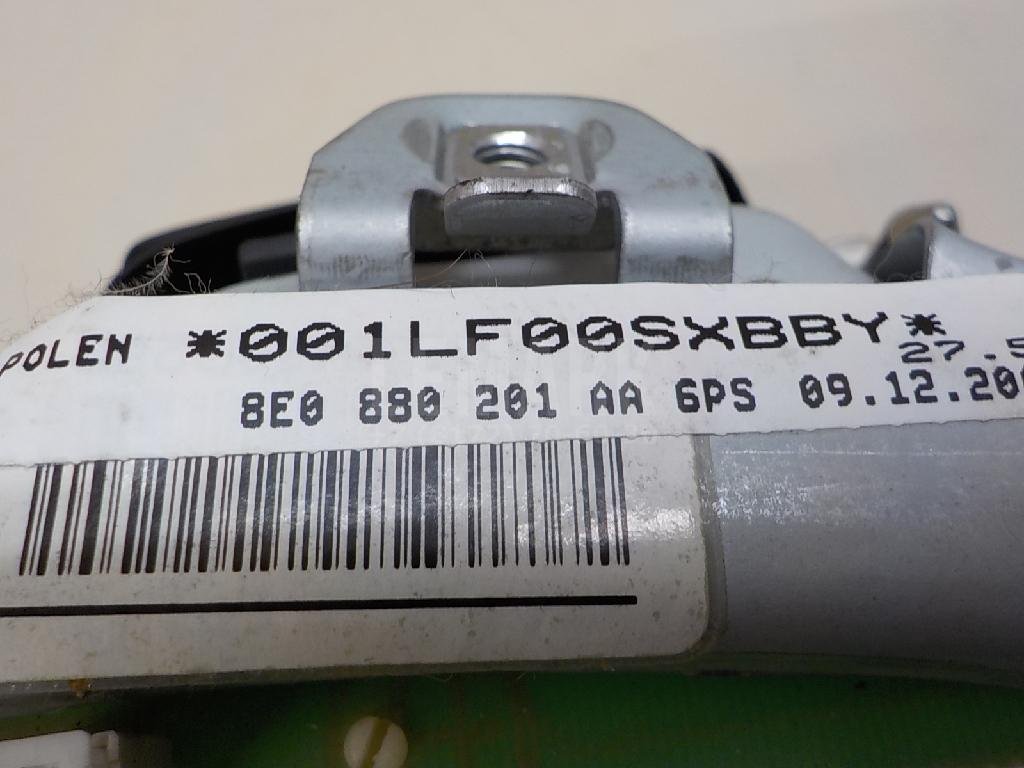 POLEN *001LF00SXBBY*
27.5
8E0 880 201 AA 6PS 09.12.20